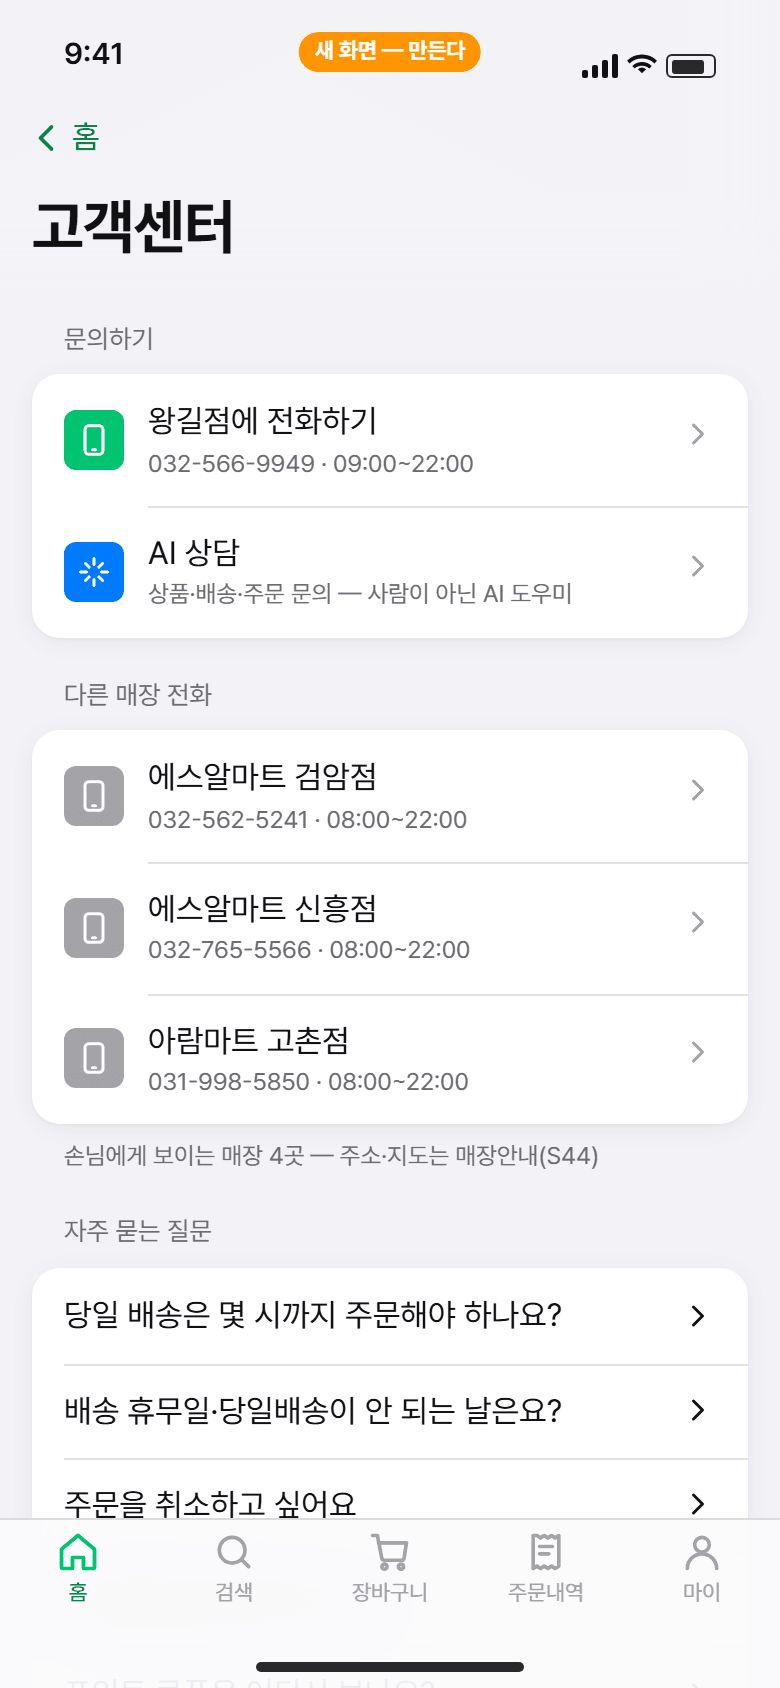 9:41
새 화면 — 만든다
홈
고객센터
문의하기
왕길점에 전화하기
032-566-9949 · 09:00~22:00
AI 상담
상품·배송·주문 문의 — 사람이 아닌 AI 도우미
다른 매장 전화
에스알마트 검암점
032-562-5241 · 08:00~22:00
에스알마트 신흥점
032-765-5566 · 08:00~22:00
아람마트 고촌점
031-998-5850 · 08:00~22:00
손님에게 보이는 매장 4곳 — 주소·지도는 매장안내(S44)
자주 묻는 질문
당일 배송은 몇 시까지 주문해야 하나요?
배송 휴무일·당일배송이 안 되는 날은요?
주문을 취소하고 싶어요
홈
검색
장바구니
주문내역
마이